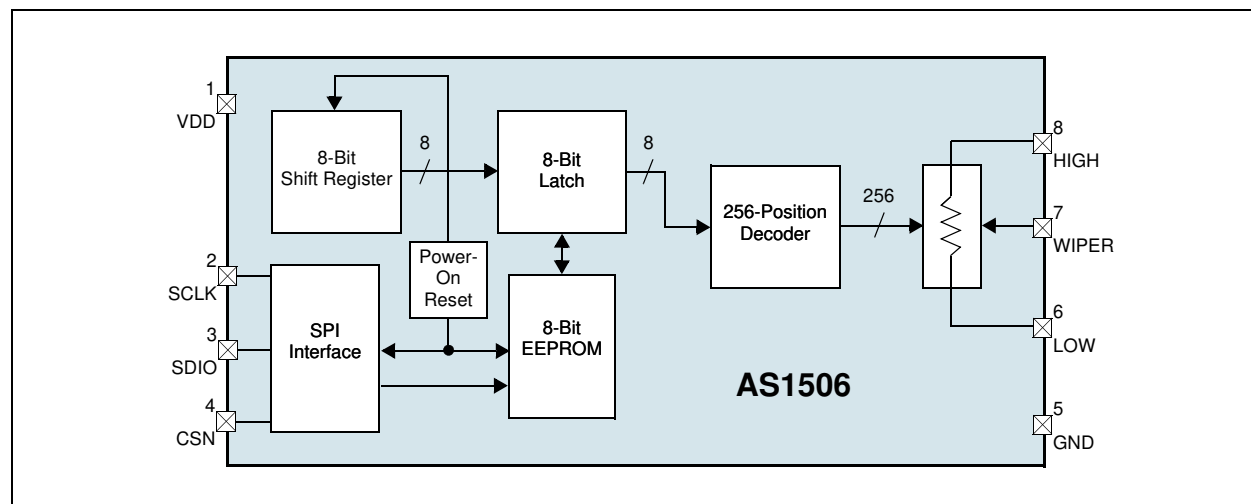 1
VDD
8-Bit
Shift Register
8
8-Bit
Latch
8
256-Position
Decoder
256
8
HIGH
7
WIPER
6
LOW
5
GND
2
SCLK
3
SDIO
4
CSN
SPI
Interface
Power-
On
Reset
8-Bit
EEPROM
AS1506